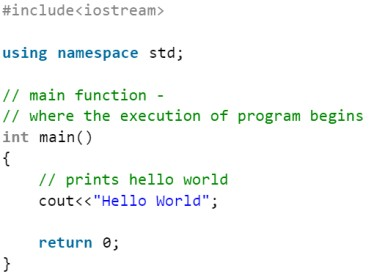 #include<iostream>
using namespace std;
// main function -
// where the execution of program begins
int main()
{
// prints hello world
cout<<"Hello World";
return 0;
}